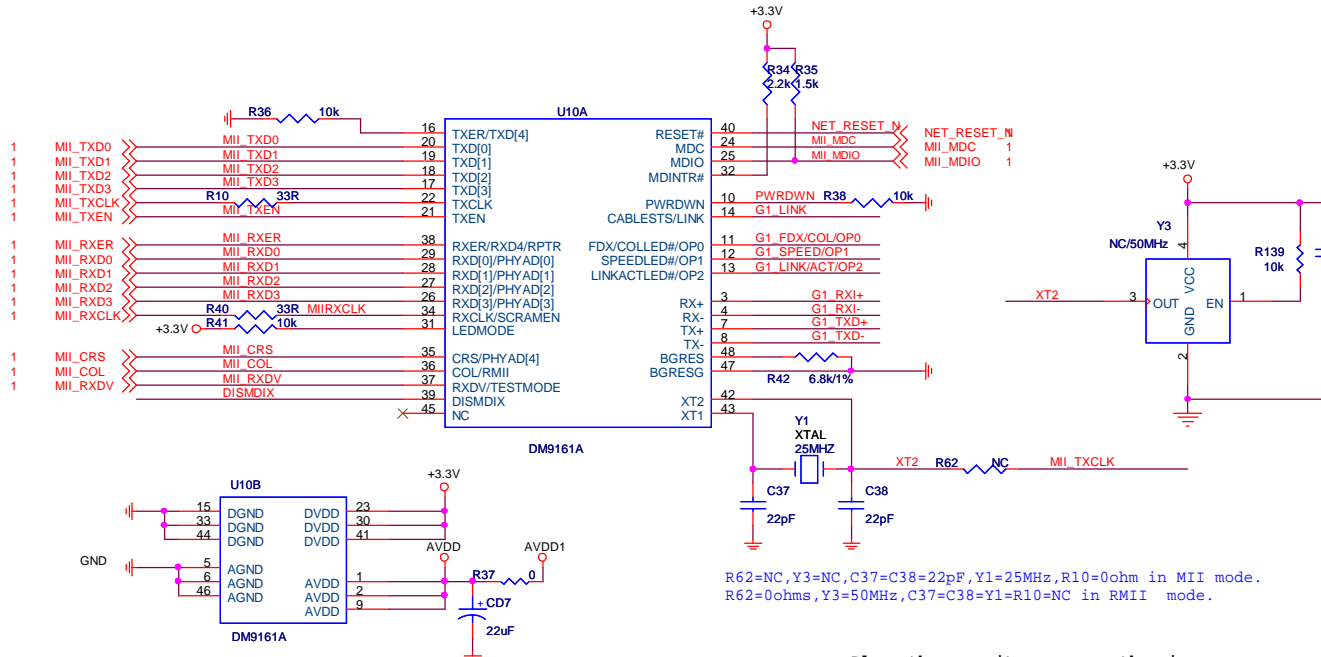 +3.3V
R34 R35
2.2k 1.5k
R36 10k
U10A
16 TXER/TXD[4] RESET# 40 NET_RESET_N NET_RESET_N 1
1 MII_TXD0 MII_TXD0 20 TXD[0] MDC 24 MII_MDC MII_MDC 1
1 MII_TXD1 MII_TXD1 19 TXD[1] MDIO 25 MII_MDIO MII_MDIO 1
1 MII_TXD2 MII_TXD2 18 TXD[2] MDINTR# 32
1 MII_TXD3 MII_TXD3 17 TXD[3]
1 MII_TXCLK R10 33R 22 TXCLK PWRDWN 10 PWRDWN R38 10k
1 MII_TXEN MII_TXEN 21 TXEN CABLESTS/LINK 14 G1_LINK
1 MII_RXER MII_RXER 38 RXER/RXD4/RPTR FDX/COLLED#/OP0 11 G1_FDX/COL/OP0
1 MII_RXD0 MII_RXD0 29 RXD[0]/PHYAD[0] SPEEDLED#/OP1 12 G1_SPEED/OP1
1 MII_RXD1 MII_RXD1 28 RXD[1]/PHYAD[1] LINKACTLED#/OP2 13 G1_LINK/ACT/OP2
1 MII_RXD2 MII_RXD2 27 RXD[2]/PHYAD[2]
1 MII_RXD3 MII_RXD3 26 RXD[3]/PHYAD[3] RX+ 3 G1_RXI+
1 MII_RXCLK R40 33R MIIRXCLK 34 RXCLK/SCRAMEN RX- 4 G1_RXI-
+3.3V R41 10k 31 LEDMODE TX+ 7 G1_TXD+
TX- 8 G1_TXD-
1 MII_CRS MII_CRS 35 CRS/PHYAD[4] BGRES 48
1 MII_COL MII_COL 36 COL/RMII BGRESG 47 R42 6.8k/1%
1 MII_RXDV MII_RXDV 37 RXDV/TESTMODE
DISMDIX 39 DISMDIX XT2 42
45 NC XT1 43
DM9161A
+3.3V
Y3
NC/50MHz
4
R139
10k
XT2 3 OUT VCC GND EN 1
2
Y1
XTAL
25MHZ
XT2 R62 NC MII_TXCLK
C37 C38
22pF 22pF
+3.3V
U10B
15 DGND DVDD 23
33 DGND DVDD 30
44 DGND DVDD 41
AVDD AVDD1
GND 5 AGND
6 AGND AVDD 1 R37 0
46 AGND AVDD 2
AVDD 9
+ CD7
22uF
DM9161A
R62=NC,Y3=NC,C37=C38=22pF,Y1=25MHz,R10=0ohm in MII mode.
R62=0ohms,Y3=50MHz,C37=C38=Y1=R10=NC in RMII mode.